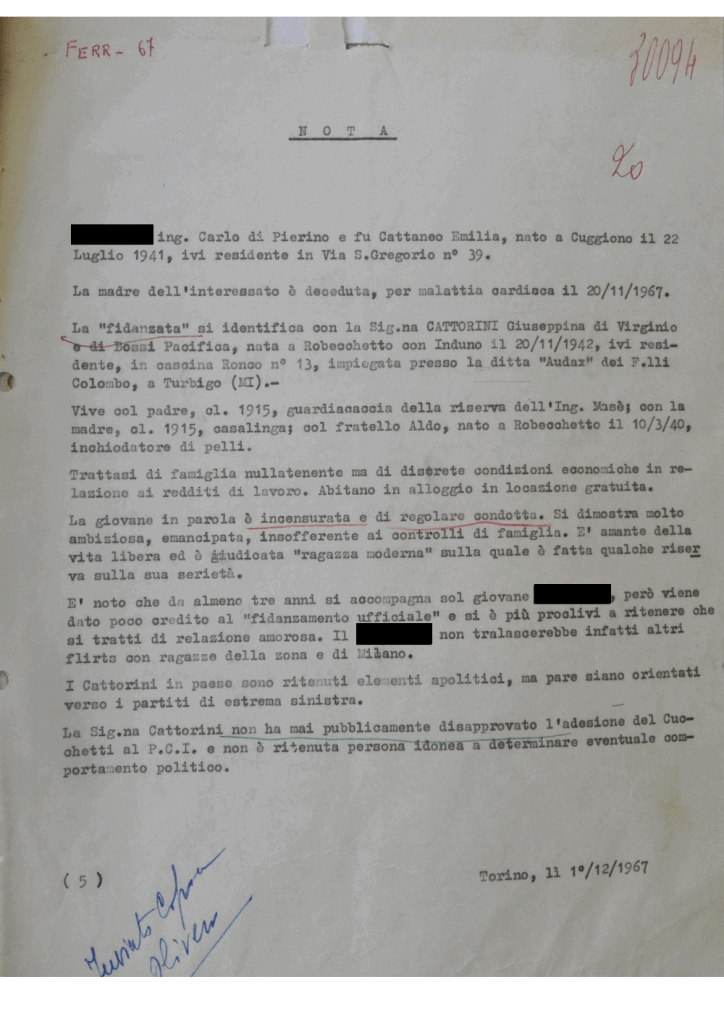 FERR - 67
30094
20
N O T A
ing. Carlo di Pierino e fu Cattaneo Emilia, nato a Cuggiono il 22
Luglio 1941, ivi residente in Via S.Gregorio n° 39.
La madre dell'interessato è deceduta, per malattia cardiaca il 20/11/1967.
La "fidanzata" si identifica con la Sig.na CATTORINI Giuseppina di Virginio
e di Bossi Pacifica, nata a Robecchetto con Induno il 20/11/1942, ivi resi-
dente, in cascina Ronco n° 13, impiegata presso la ditta "Audax" dei F.lli
Colombo, a Turbigo (MI).-
Vive col padre, cl. 1915, guardiacaccia della riserva dell'Ing. Masè; con la
madre, cl. 1915, casalinga; col fratello Aldo, nato a Robecchetto il 10/3/40,
inchiodatore di pelli.
Trattasi di famiglia nullatenente ma di discrete condizioni economiche in re-
lazione ai redditi di lavoro. Abitano in alloggio in locazione gratuita.
La giovane in parola è incensurata e di regolare condotta. Si dimostra molto
ambiziosa, emancipata, insofferente ai controlli di famiglia. E' amante della
vita libera ed è giudicata "ragazza moderna" sulla quale è fatta qualche riser
va sulla sua serietà.
E' noto che da almeno tre anni si accompagna sol giovane , però viene
dato poco credito al "fidanzamento ufficiale" e si è più proclivi a ritenere che
si tratti di relazione amorosa. Il non tralascerebbe infatti altri
flirts con ragazze della zona e di Milano.
I Cattorini in paese sono ritenuti elementi apolitici, ma pare siano orientati
verso i partiti di estrema sinistra.
La Sig.na Cattorini non ha mai pubblicamente disapprovato l'adesione del Cuc-
chetti al P.C.I. e non è ritenuta persona idonea a determinare eventuale com-
portamento politico.
( 5 )
Torino, lì 1°/12/1967
Inviato Copia